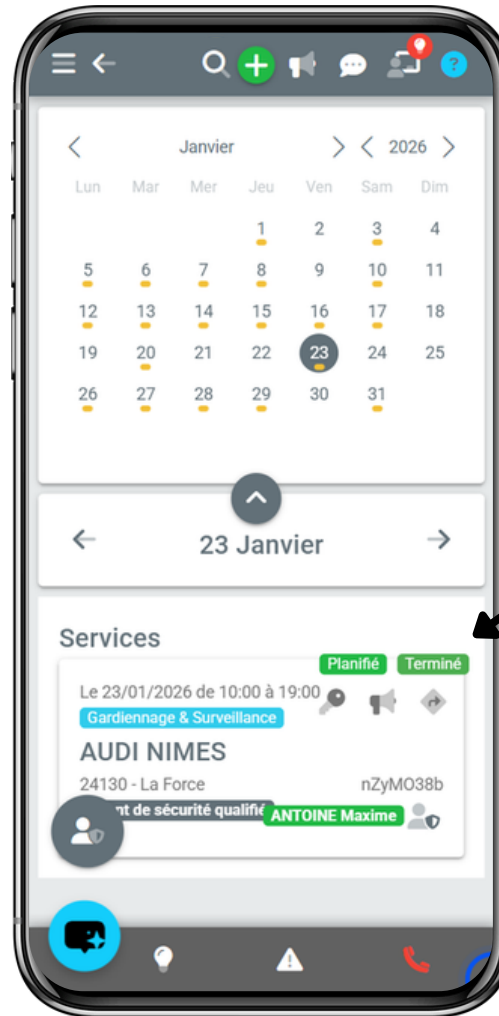 ?
Janvier 2026
Lun Mar Mer Jeu Ven Sam Dim
1 2 3 4
5 6 7 8 9 10 11
12 13 14 15 16 17 18
19 20 21 22 23 24 25
26 27 28 29 30 31
23 Janvier
Services
Planifié Terminé
Le 23/01/2026 de 10:00 à 19:00
Gardiennage & Surveillance
AUDI NIMES
24130 - La Force nZyMO38b
de sécurité qualifié ANTOINE Maxime